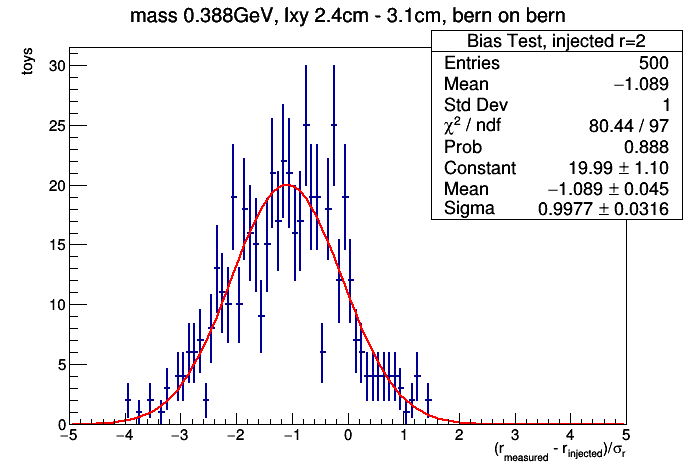 mass 0.388GeV, lxy 2.4cm - 3.1cm, bern on bern
Bias Test, injected r=2
Entries 500
Mean −1.089
Std Dev 1
χ² / ndf 80.44 / 97
Prob 0.888
Constant 19.99 ± 1.10
Mean −1.089 ± 0.045
Sigma 0.9977 ± 0.0316
toys
30
25
20
15
10
5
0
−5 −4 −3 −2 −1 0 1 2 3 4 5
(r_measured - r_injected)/σ_r